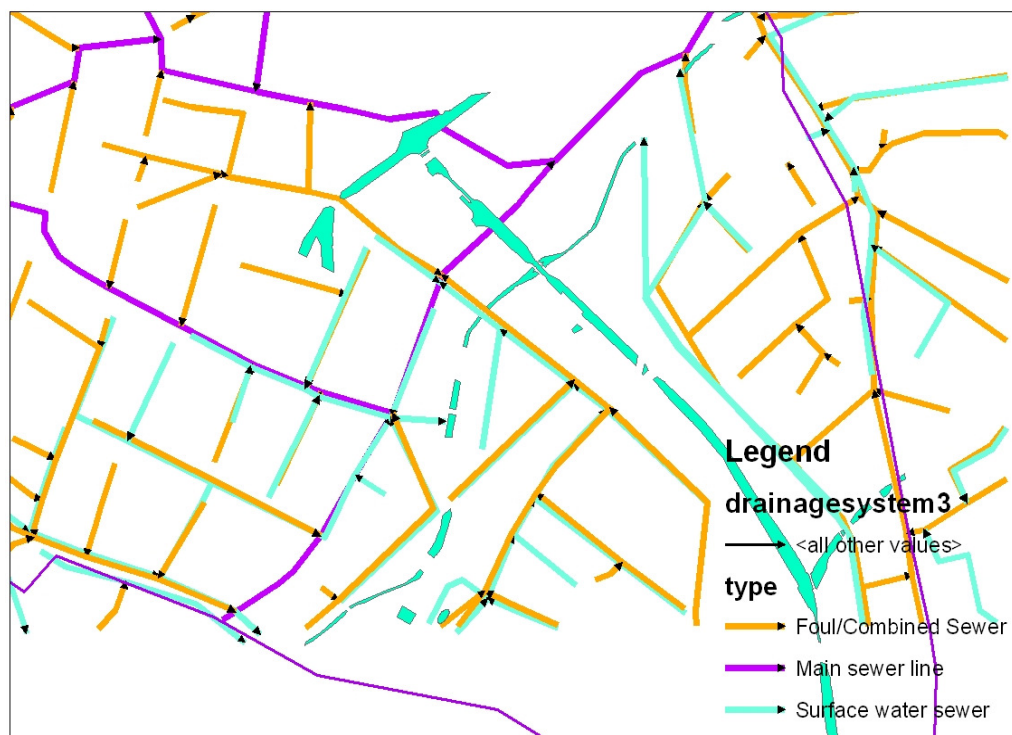 Legend
drainagesystem3
<all other values>
type
Foul/Combined Sewer
Main sewer line
Surface water sewer